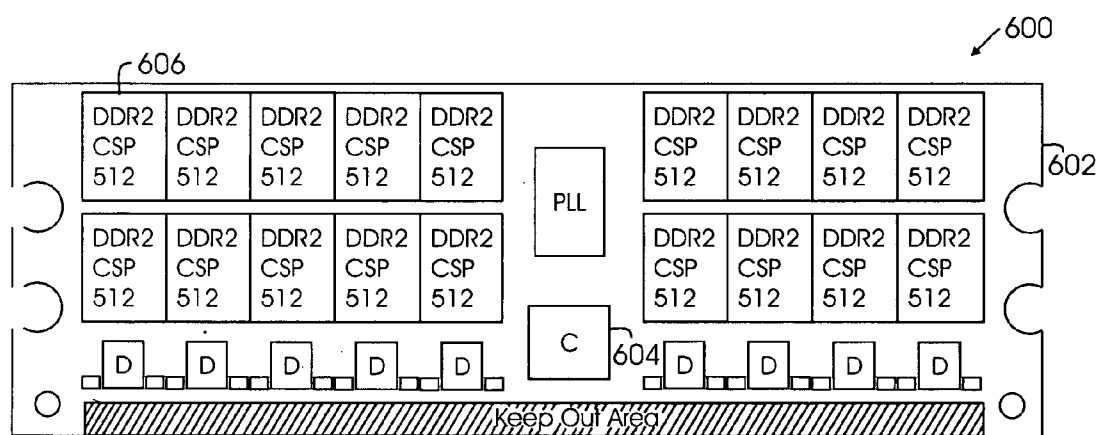 600
606
DDR2 DDR2 DDR2 DDR2 DDR2 DDR2 DDR2 DDR2 DDR2
CSP CSP CSP CSP CSP CSP CSP CSP CSP
512 512 512 512 512 512 512 512 512
602
PLL
DDR2 DDR2 DDR2 DDR2 DDR2 DDR2 DDR2 DDR2 DDR2
CSP CSP CSP CSP CSP CSP CSP CSP CSP
512 512 512 512 512 512 512 512 512
C
604
D D D D D D D D D
Keep Out Area